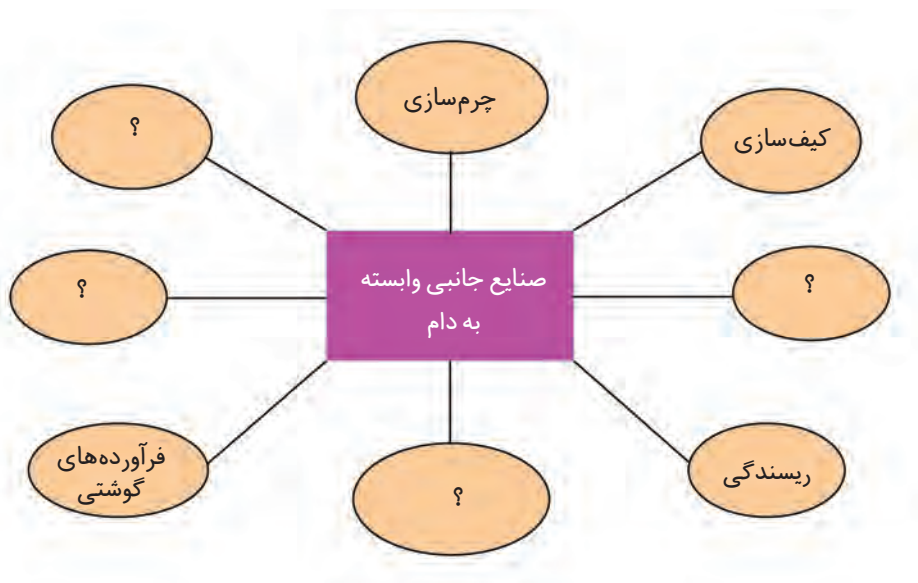 چرم‌سازی
کیف‌سازی
؟
؟
؟
صنایع جانبی وابسته
به دام
؟
فرآورده‌های
گوشتی
ریسندگی